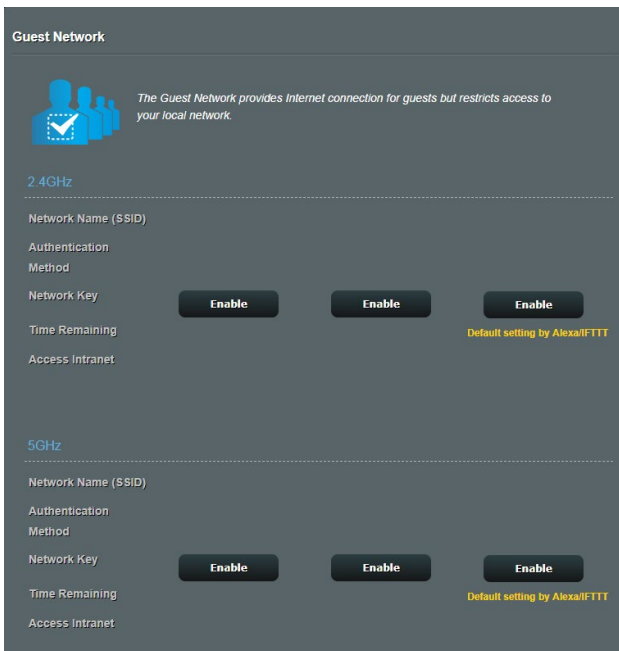 Guest Network
The Guest Network provides Internet connection for guests but restricts access to
your local network.
2.4GHz
Network Name (SSID)
Authentication
Method
Network Key
Enable
Enable
Enable
Time Remaining
Default setting by Alexa/IFTTT
Access Intranet
5GHz
Network Name (SSID)
Authentication
Method
Network Key
Enable
Enable
Enable
Time Remaining
Default setting by Alexa/IFTTT
Access Intranet